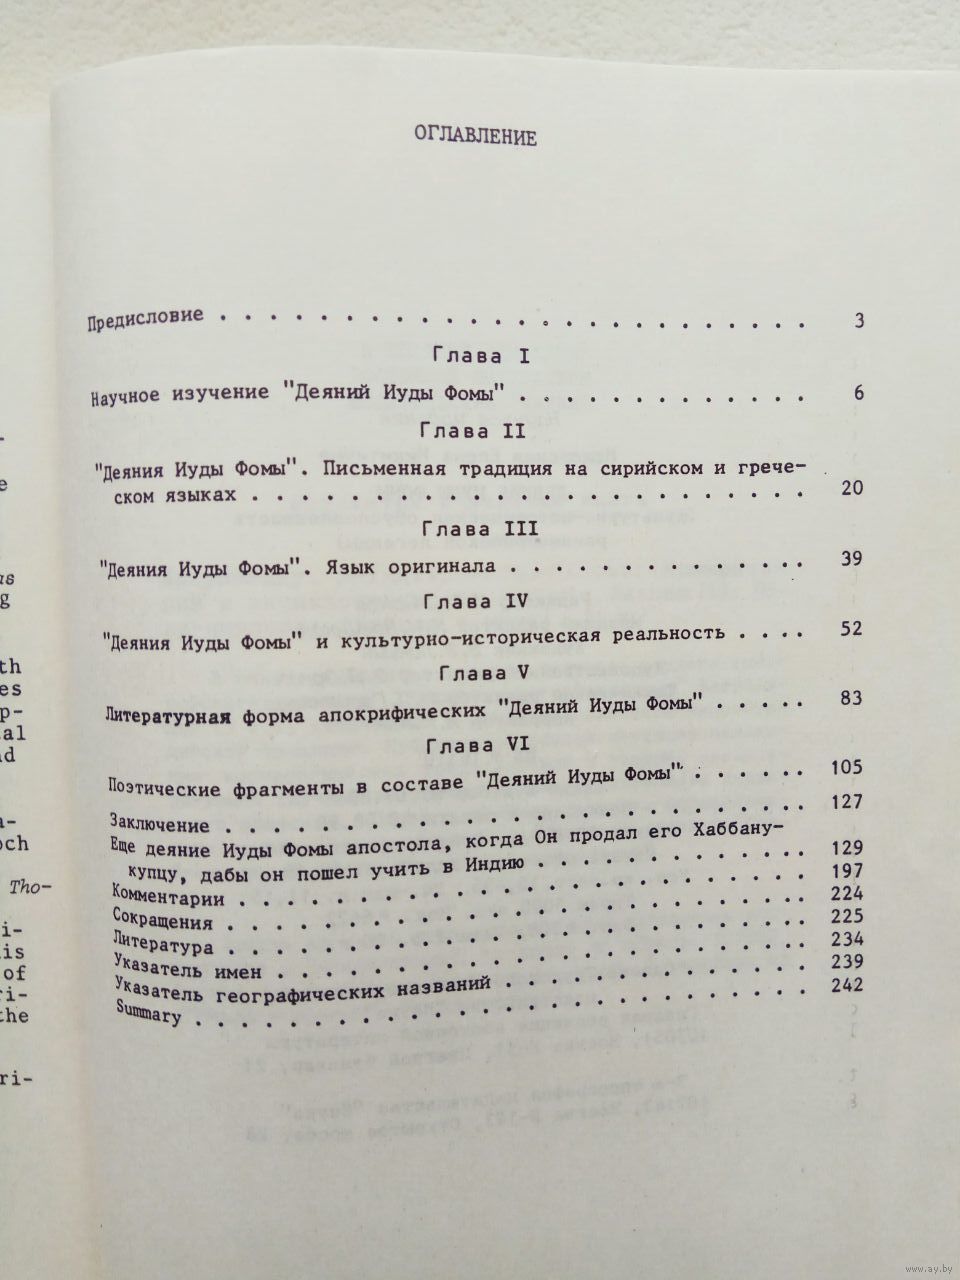 ОГЛАВЛЕНИЕ
Предисловие . . . . . . . . . . . . . . . . . . . . . . . . 3
Глава I
Научное изучение "Деяний Иуды Фомы" . . . . . . . . . . . . . 6
Глава II
"Деяния Иуды Фомы". Письменная традиция на сирийском и грече-
ском языках . . . . . . . . . . . . . . . . . . . . . . . 20
Глава III
"Деяния Иуды Фомы". Язык оригинала . . . . . . . . . . . . . 39
Глава IV
"Деяния Иуды Фомы" и культурно-историческая реальность . . . . 52
Глава V
Литературная форма апокрифических "Деяний Иуды Фомы" . . . . . 83
Глава VI
Поэтические фрагменты в составе "Деяний Иуды Фомы" . . . . . . 105
Заключение . . . . . . . . . . . . . . . . . . . . . . . . 127
Еще деяние Иуды Фомы апостола, когда Он продал его Хаббану-
купцу, дабы он пошел учить в Индию . . . . . . . . . . . . 129
Комментарии . . . . . . . . . . . . . . . . . . . . . . . . 197
Сокращения . . . . . . . . . . . . . . . . . . . . . . . . 224
Литература . . . . . . . . . . . . . . . . . . . . . . . . 225
Указатель имен . . . . . . . . . . . . . . . . . . . . . . 234
Указатель географических названий . . . . . . . . . . . . . 239
Summary . . . . . . . . . . . . . . . . . . . . . . . . . 242
www.ay.by